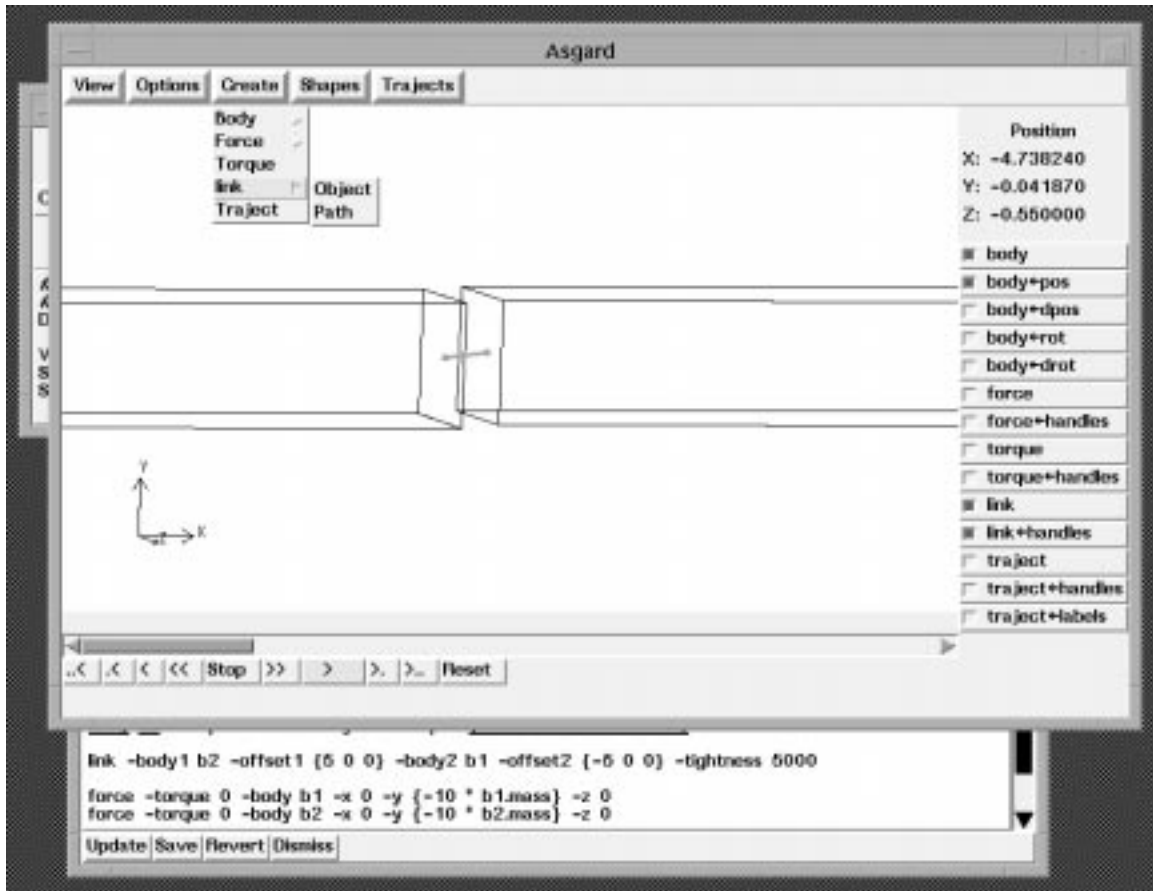 Asgard
View Options Create Shapes Trajects
Body
Force
Torque
link
Traject
Object
Path
Position
X: -4.738240
Y: -0.041870
Z: -0.550000
body
body+pos
body+dpos
body+rot
body+drot
force
force+handles
torque
torque+handles
link
link+handles
traject
traject+handles
traject+labels
Y
X
Z
..< .< < << Stop >> > >. >.. Reset
link -body1 b2 -offset1 {5 0 0} -body2 b1 -offset2 {-5 0 0} -tightness 5000
force -torque 0 -body b1 -x 0 -y {-10 * b1.mass} -z 0
force -torque 0 -body b2 -x 0 -y {-10 * b2.mass} -z 0
Update Save Revert Dismiss